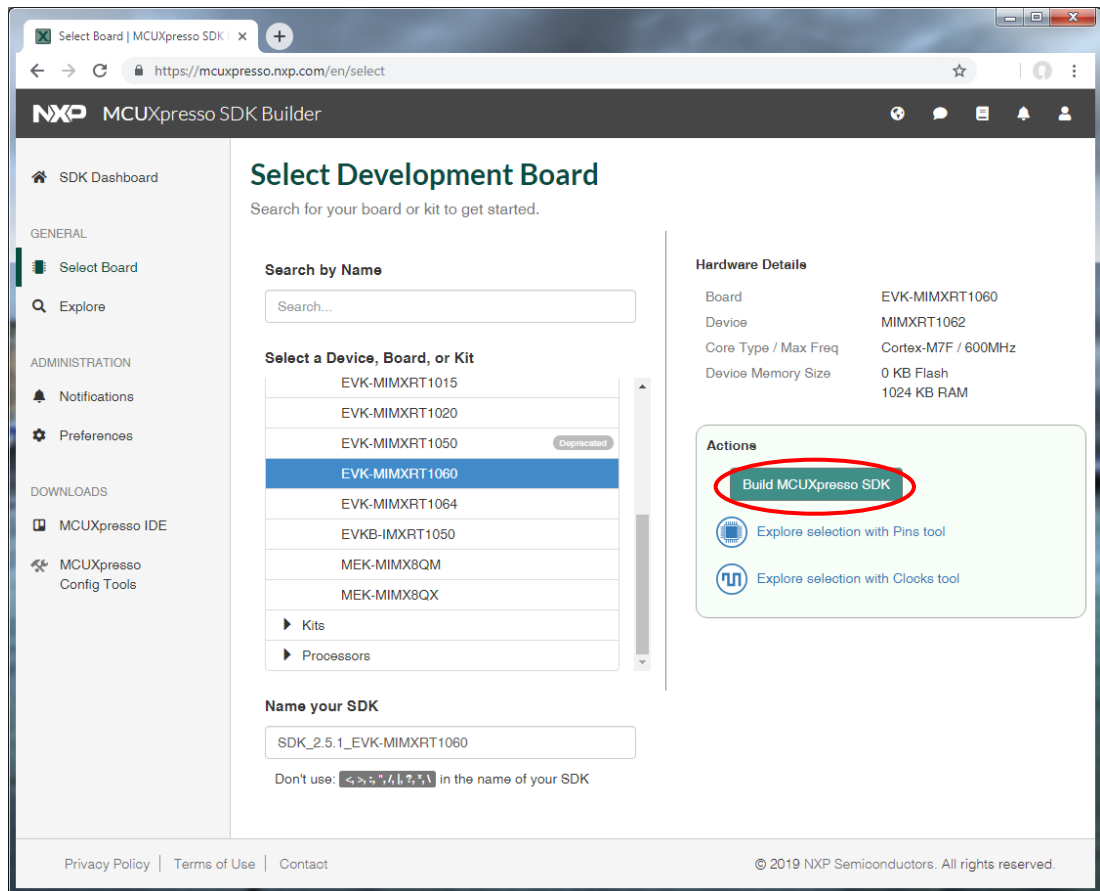 Select Board | MCUXpresso SDK
https://mcuxpresso.nxp.com/en/select
NXP MCUXpresso SDK Builder
SDK Dashboard
GENERAL
Select Board
Explore
ADMINISTRATION
Notifications
Preferences
DOWNLOADS
MCUXpresso IDE
MCUXpresso
Config Tools
Select Development Board
Search for your board or kit to get started.
Search by Name
Search...
Select a Device, Board, or Kit
EVK-MIMXRT1015
EVK-MIMXRT1020
EVK-MIMXRT1050 Deprecated
EVK-MIMXRT1060
EVK-MIMXRT1064
EVKB-IMXRT1050
MEK-MIMX8QM
MEK-MIMX8QX
Kits
Processors
Name your SDK
SDK_2.5.1_EVK-MIMXRT1060
Don't use: <,>,:,",/,|,?,*,\ in the name of your SDK
Hardware Details
Board EVK-MIMXRT1060
Device MIMXRT1062
Core Type / Max Freq Cortex-M7F / 600MHz
Device Memory Size 0 KB Flash
1024 KB RAM
Actions
Build MCUXpresso SDK
Explore selection with Pins tool
Explore selection with Clocks tool
Privacy Policy | Terms of Use | Contact
© 2019 NXP Semiconductors. All rights reserved.